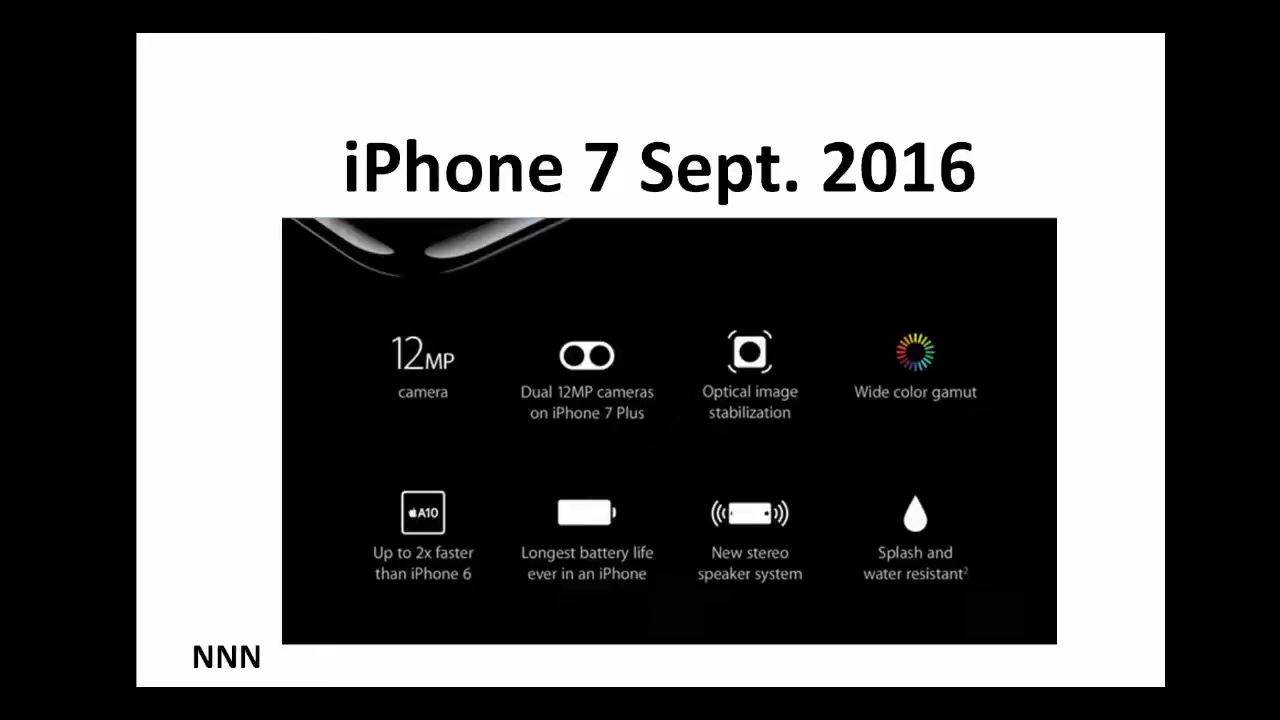 iPhone 7 Sept. 2016
12MP
camera
Dual 12MP cameras
on iPhone 7 Plus
Optical image
stabilization
Wide color gamut
A10
Up to 2x faster
than iPhone 6
Longest battery life
ever in an iPhone
New stereo
speaker system
Splash and
water resistant²
NNN